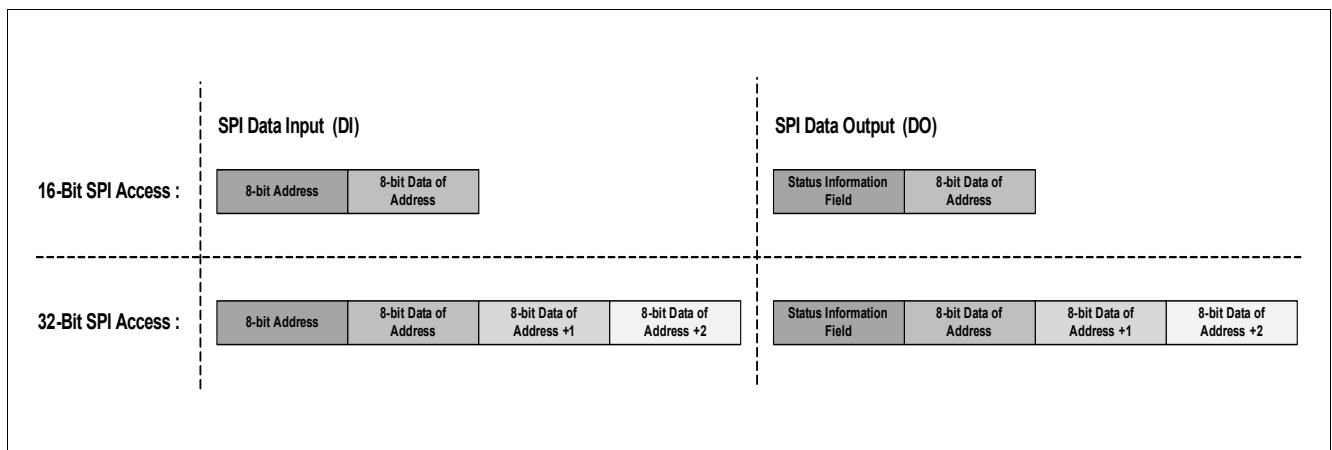 SPI Data Input (DI)
SPI Data Output (DO)
16-Bit SPI Access :
8-bit Address
8-bit Data of
Address
Status Information
Field
8-bit Data of
Address
32-Bit SPI Access :
8-bit Address
8-bit Data of
Address
8-bit Data of
Address +1
8-bit Data of
Address +2
Status Information
Field
8-bit Data of
Address
8-bit Data of
Address +1
8-bit Data of
Address +2